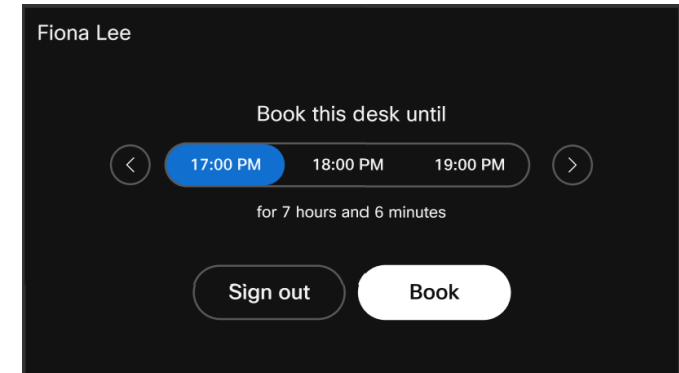 Fiona Lee
Book this desk until
17:00 PM 18:00 PM 19:00 PM
for 7 hours and 6 minutes
Sign out Book